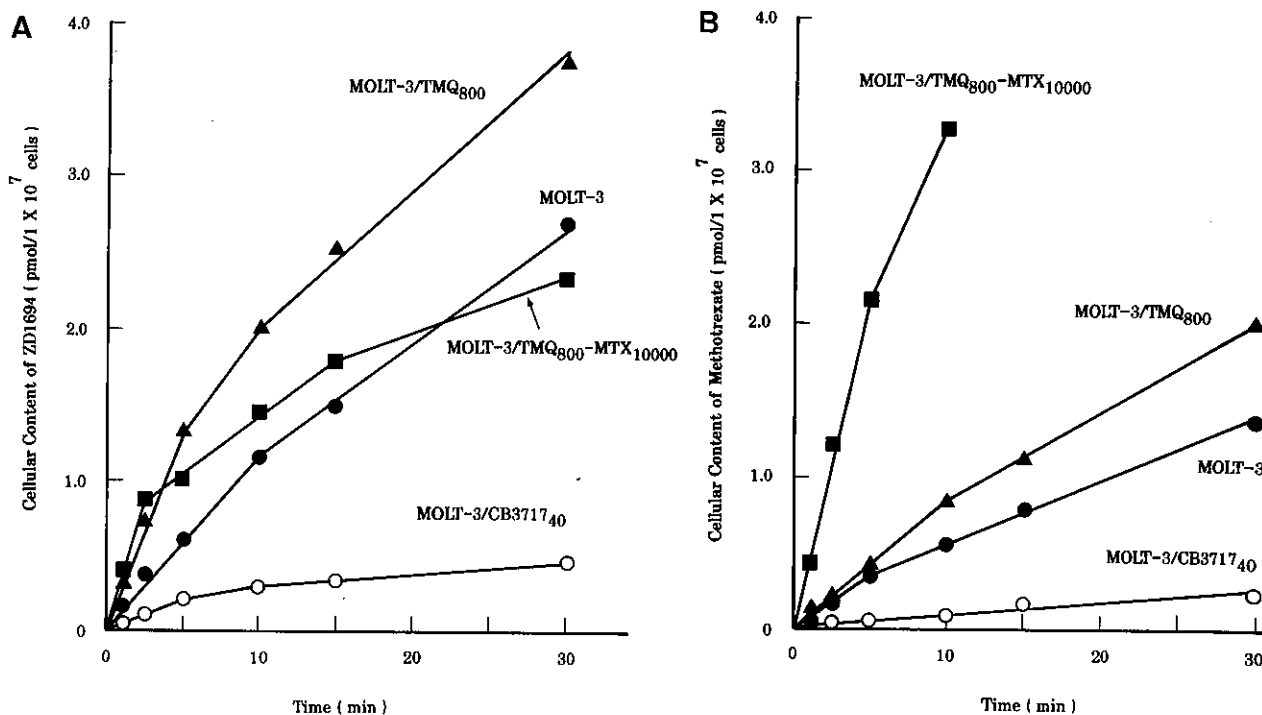 A
Cellular Content of ZD1694 ( pmol/1 X 10 7 cells )
4.0
3.0
2.0
1.0
0
0
10
20
30
Time ( min )
MOLT-3/TMQ800
MOLT-3
MOLT-3/TMQ800-MTX10000
MOLT-3/CB371740
B
Cellular Content of Methotrexate ( pmol/1 X 10 7 cells )
4.0
3.0
2.0
1.0
0
0
10
20
30
Time ( min )
MOLT-3/TMQ800-MTX10000
MOLT-3/TMQ800
MOLT-3
MOLT-3/CB371740